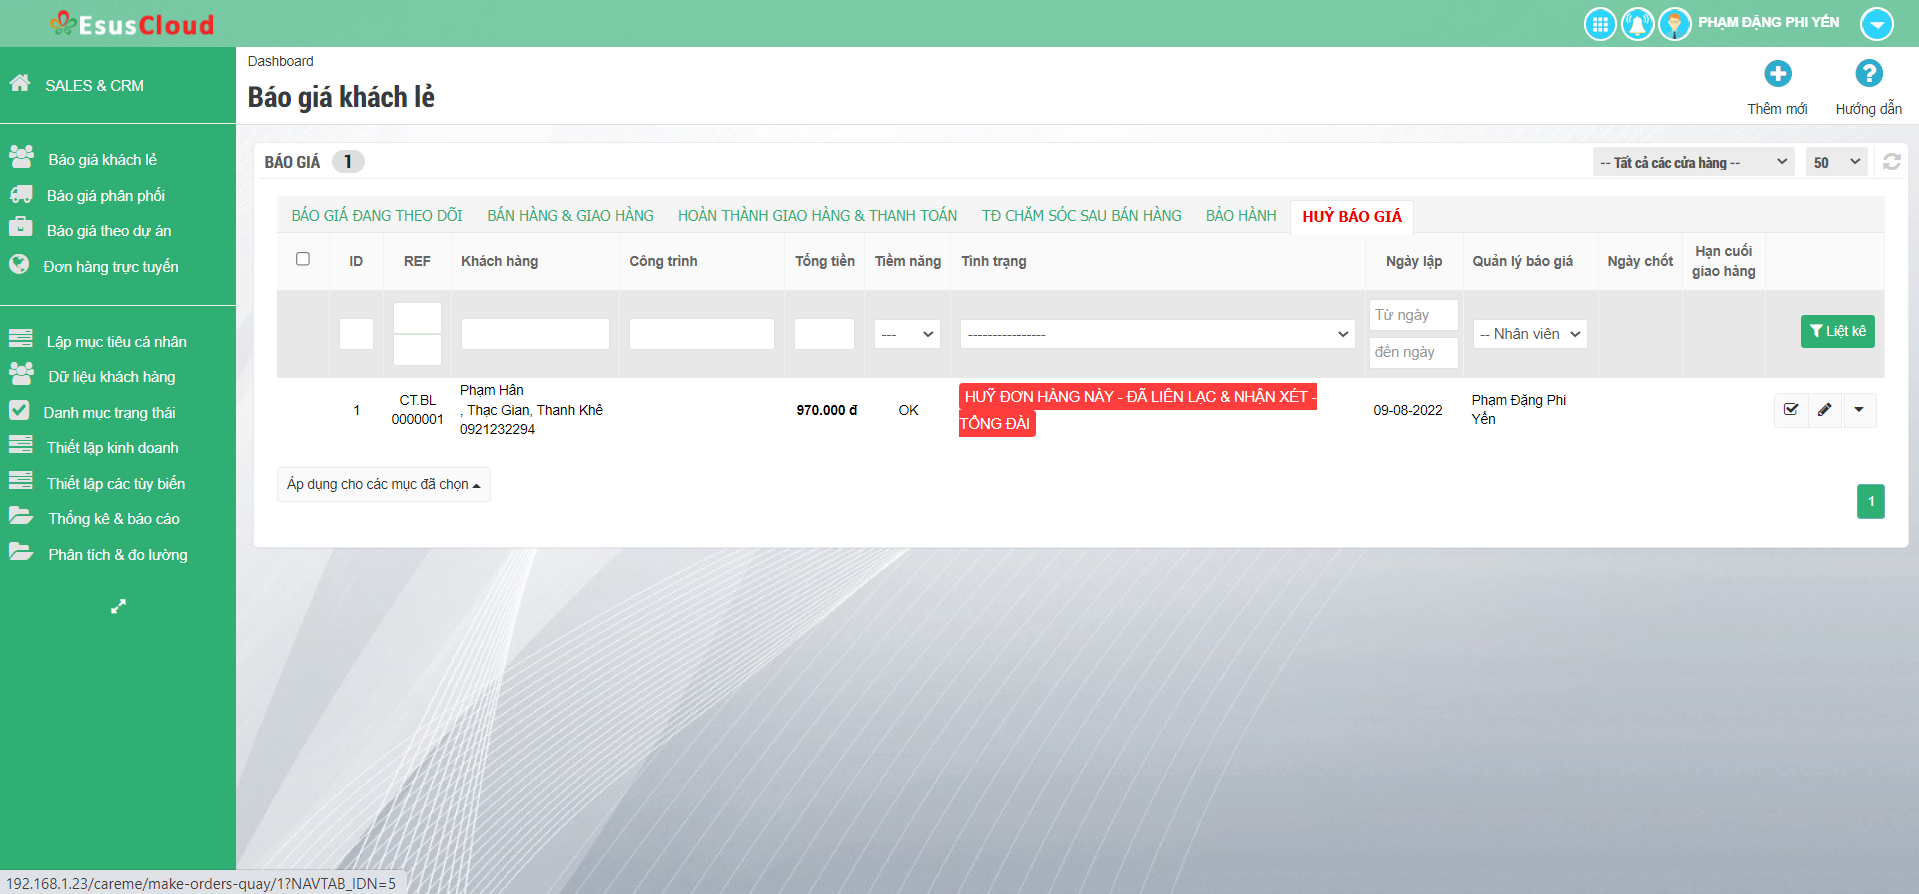 EsusCloud
PHẠM ĐẶNG PHI YẾN
SALES & CRM
Báo giá khách lẻ
Báo giá phân phối
Báo giá theo dự án
Đơn hàng trực tuyến
Lập mục tiêu cá nhân
Dữ liệu khách hàng
Danh mục trạng thái
Thiết lập kinh doanh
Thiết lập các tùy biến
Thống kê & báo cáo
Phân tích & đo lường
Dashboard
Báo giá khách lẻ
Thêm mới
Hướng dẫn
BÁO GIÁ 1
-- Tất cả các cửa hàng --
50
BÁO GIÁ ĐANG THEO DÕI
BÁN HÀNG & GIAO HÀNG
HOÀN THÀNH GIAO HÀNG & THANH TOÁN
TĐ CHĂM SÓC SAU BÁN HÀNG
BẢO HÀNH
HUỶ BÁO GIÁ
ID
REF
Khách hàng
Công trình
Tổng tiền
Tiềm năng
Tình trạng
Ngày lập
Quản lý báo giá
Ngày chốt
Hạn cuối
giao hàng
---
----------------
Từ ngày
đến ngày
-- Nhân viên
Liệt kê
1
CT.BL
0000001
Phạm Hân
, Thạc Gian, Thanh Khê
0921232294
970.000 đ
OK
HUỶ ĐƠN HÀNG NÀY - ĐÃ LIÊN LẠC & NHẬN XÉT -
TỔNG ĐÀI
09-08-2022
Phạm Đặng Phi
Yến
Áp dụng cho các mục đã chọn
1
192.168.1.23/careme/make-orders-quay/1?NAVTAB_IDN=5